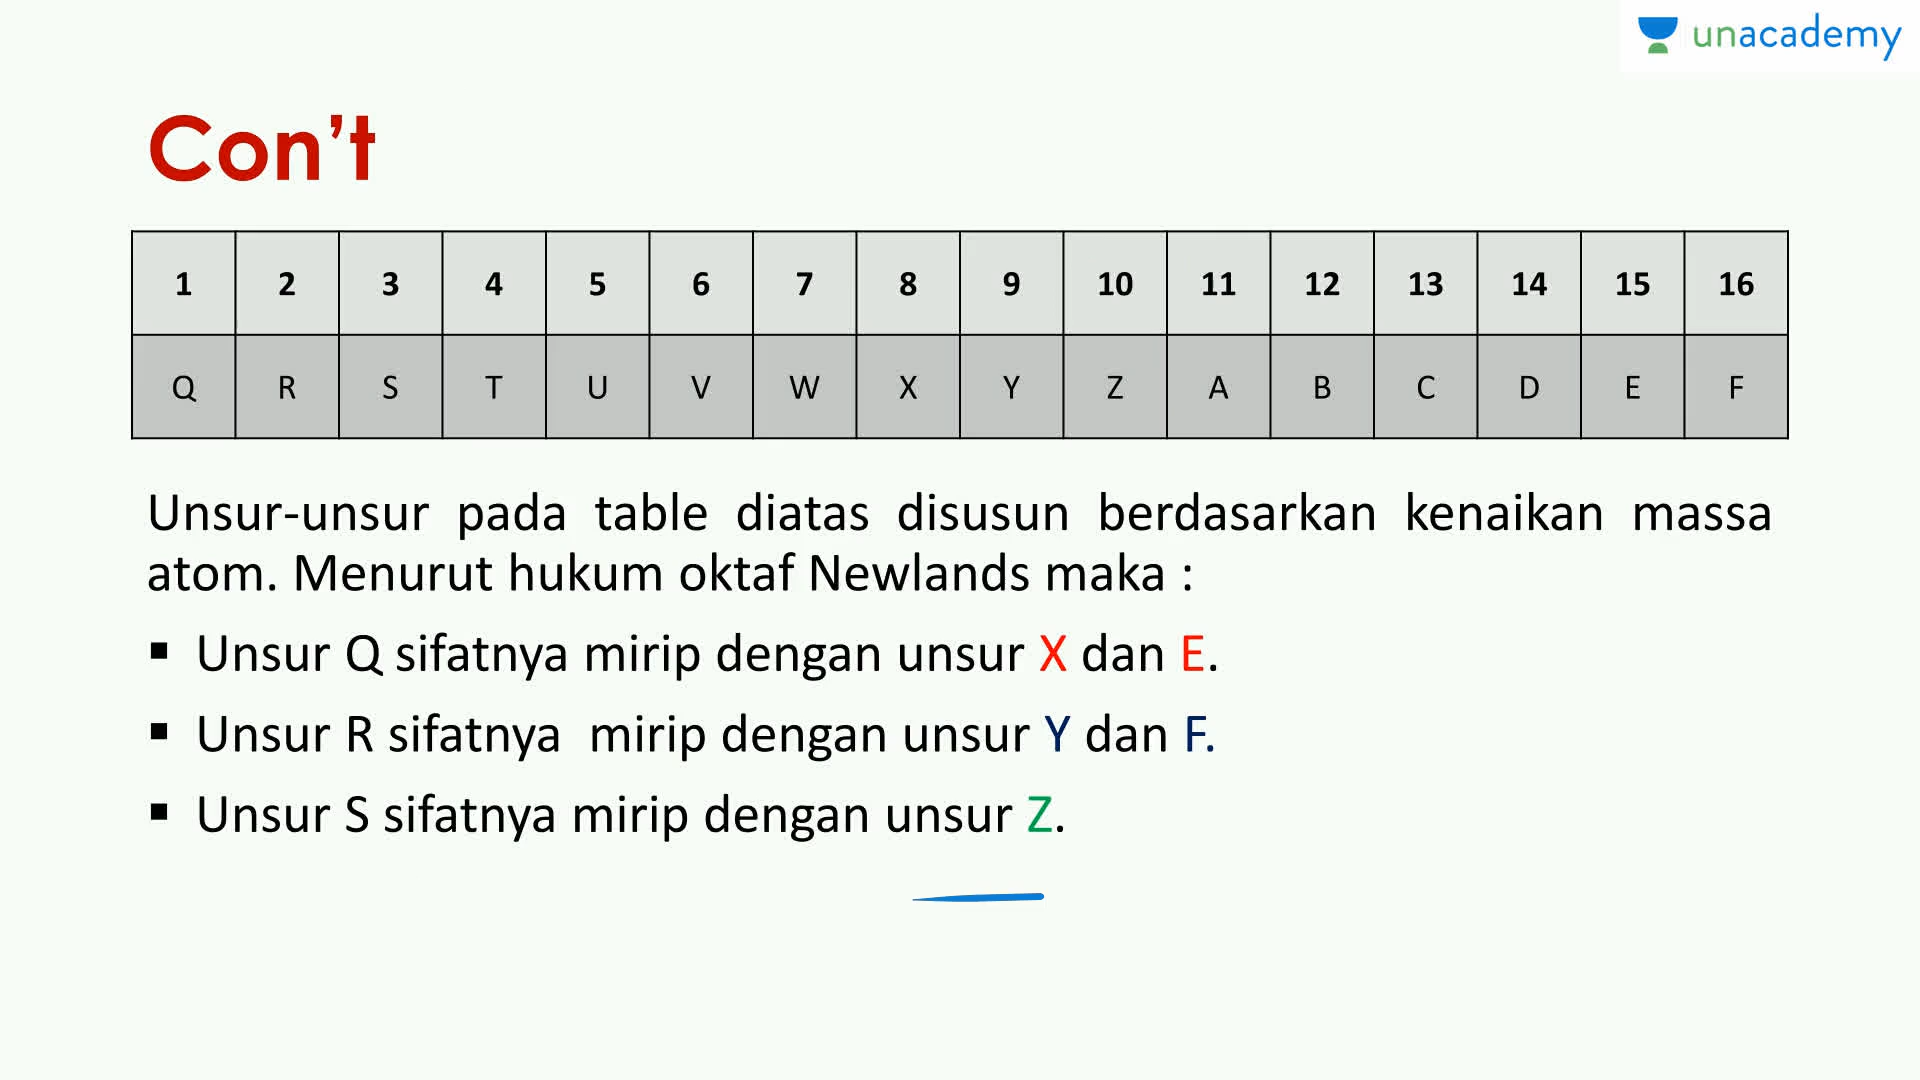 unacademy
Con't
1 2 3 4 5 6 7 8 9 10 11 12 13 14 15 16
Q R S T U V W X Y Z A B C D E F
Unsur-unsur pada table diatas disusun berdasarkan kenaikan massa
atom. Menurut hukum oktaf Newlands maka :
▪ Unsur Q sifatnya mirip dengan unsur X dan E.
▪ Unsur R sifatnya  mirip dengan unsur Y dan F.
▪ Unsur S sifatnya mirip dengan unsur Z.